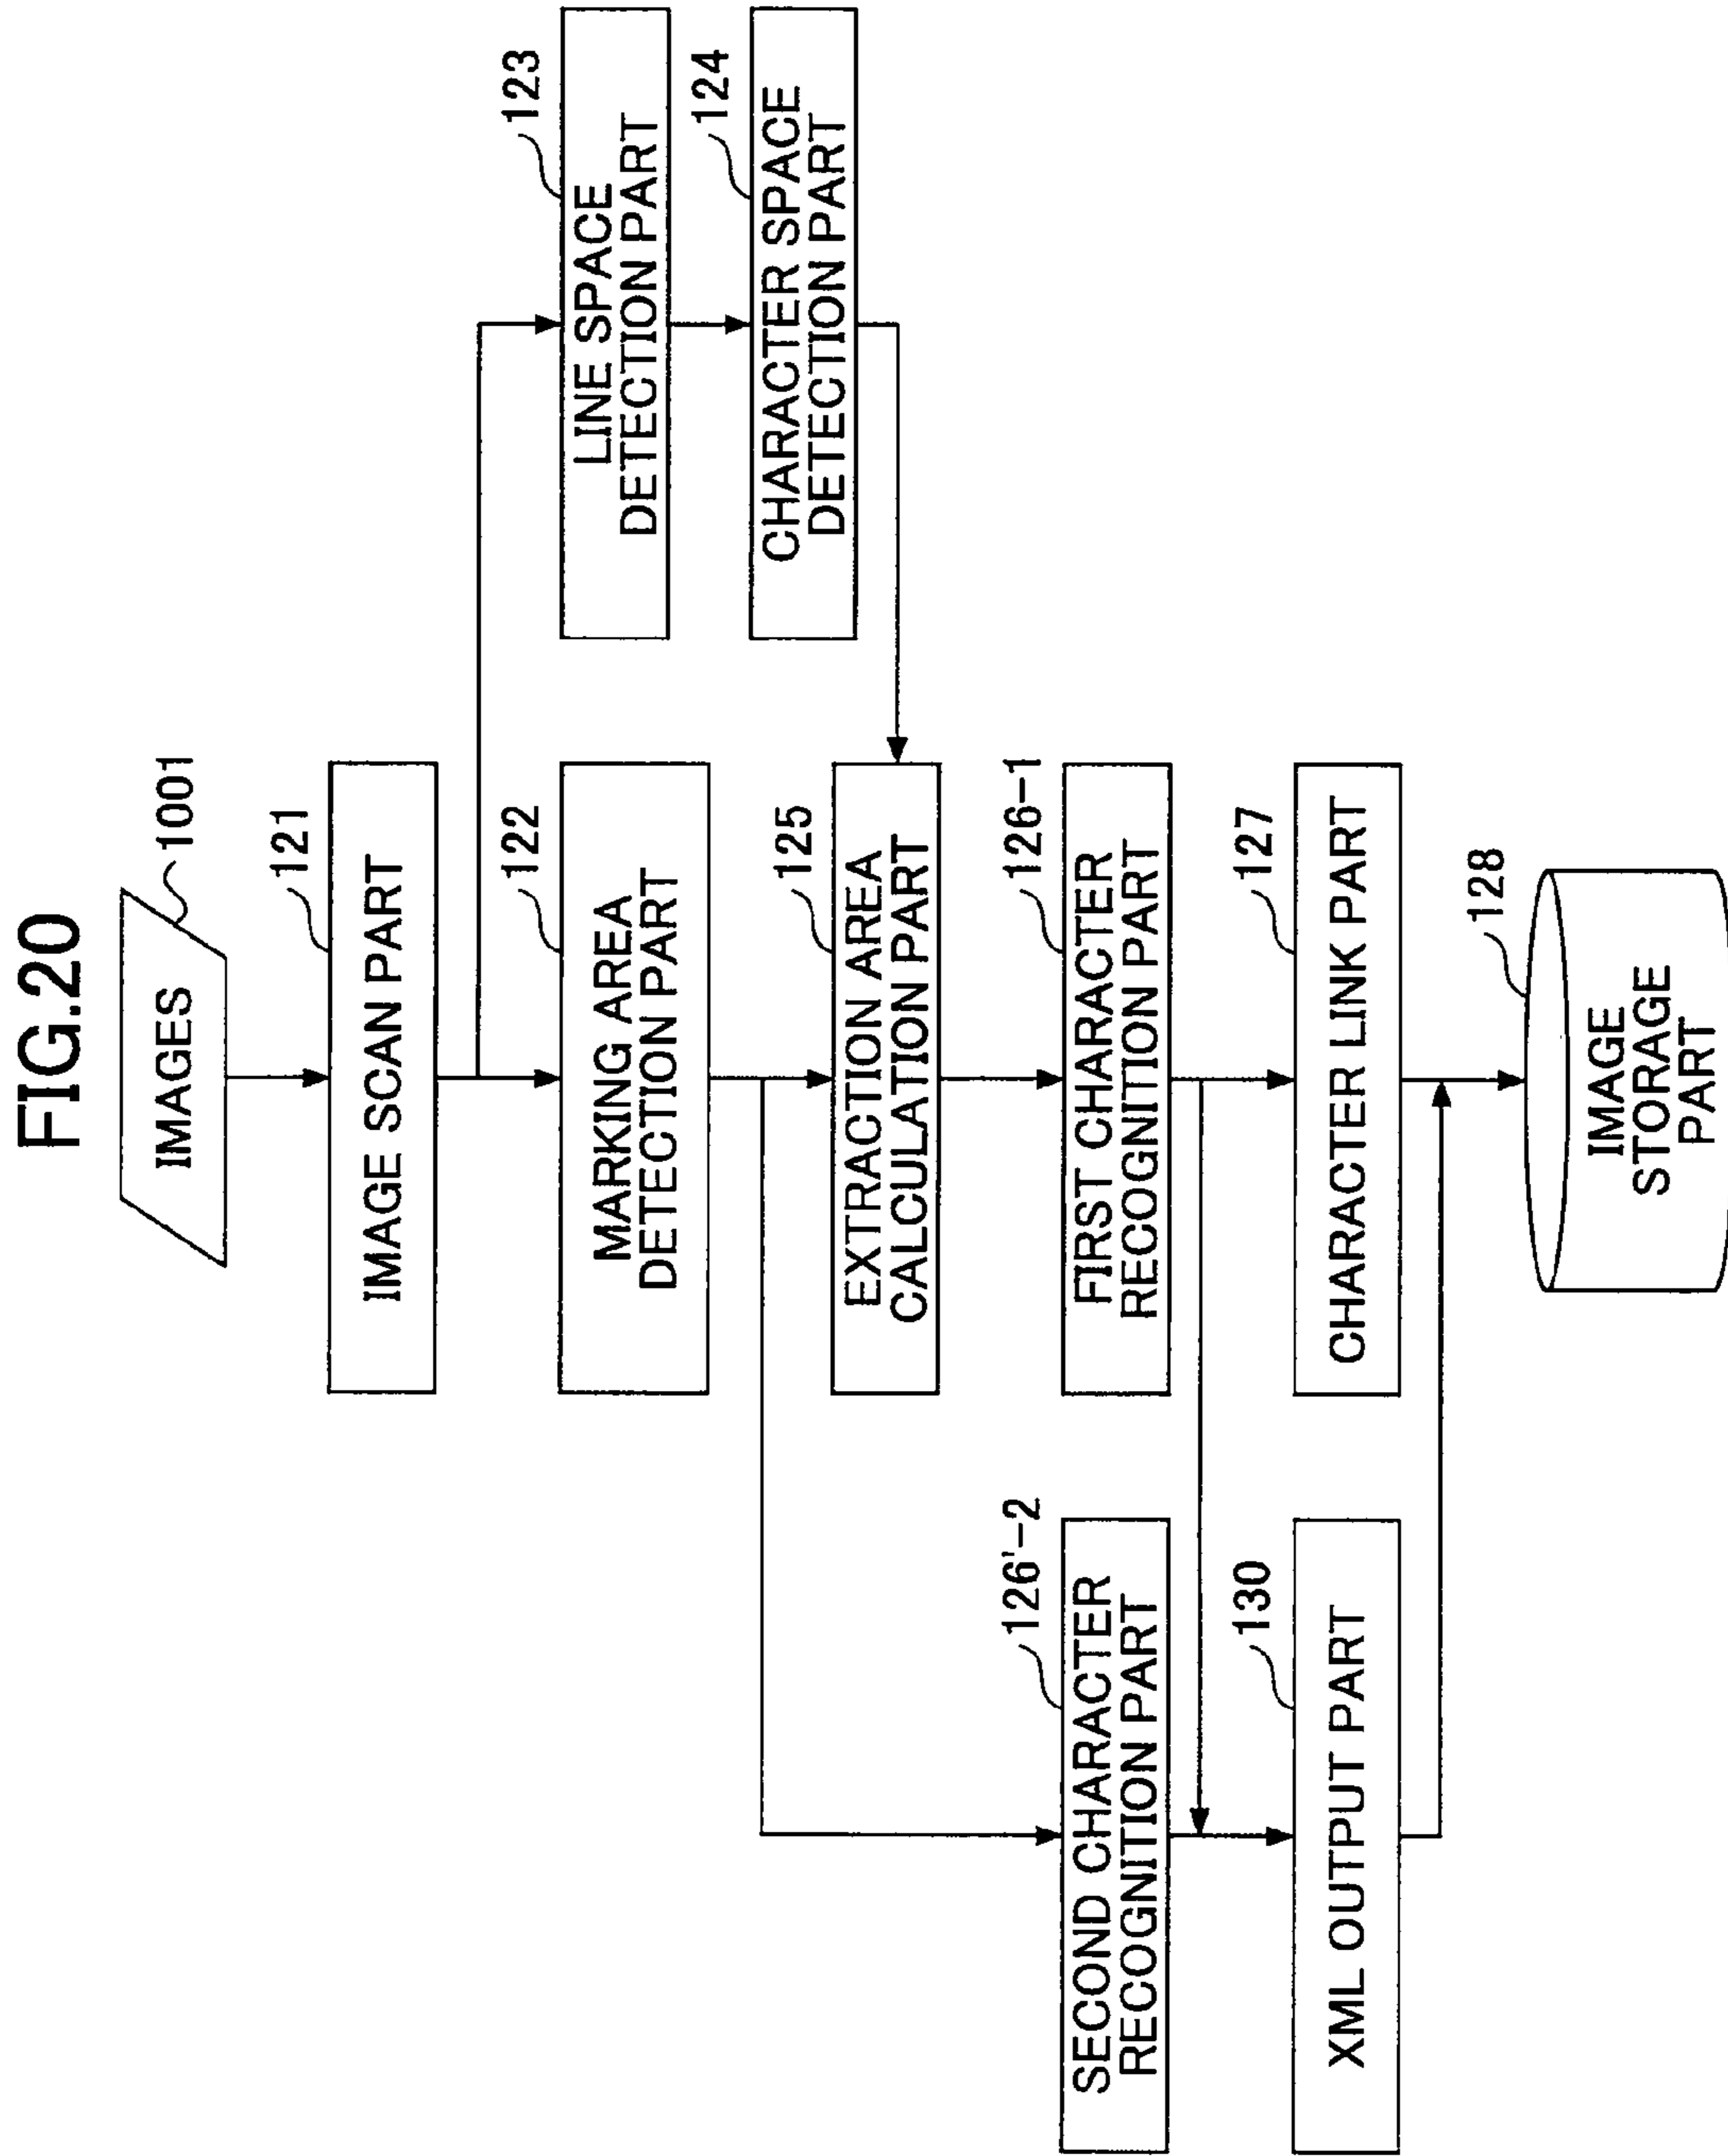 FIG.20
IMAGES
1001
IMAGE SCAN PART
121
MARKING AREA
DETECTION PART
122
LINE SPACE
DETECTION PART
123
CHARACTER SPACE
DETECTION PART
124
EXTRACTION AREA
CALCULATION PART
125
SECOND CHARACTER
RECOGNITION PART
126'-2
FIRST CHARACTER
RECOGNITION PART
126-1
XML OUTPUT PART
130
CHARACTER LINK PART
127
IMAGE
STORAGE
PART
128